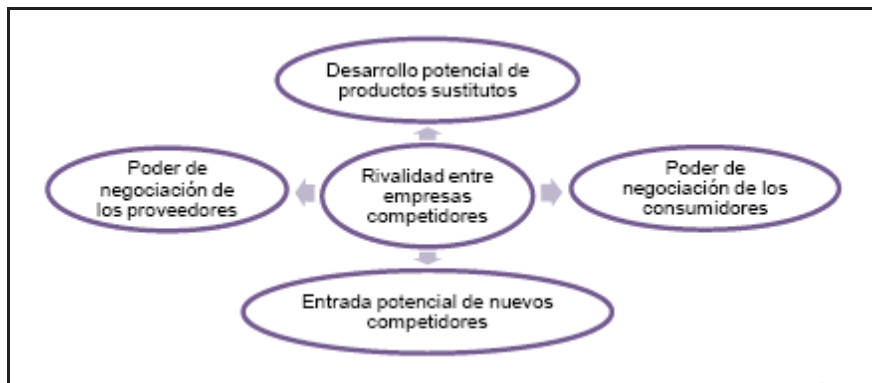 Desarrollo potencial de
productos sustitutos
Poder de
negociación de
los proveedores
Rivalidad entre
empresas
competidores
Poder de
negociación de los
consumidores
Entrada potencial de nuevos
competidores